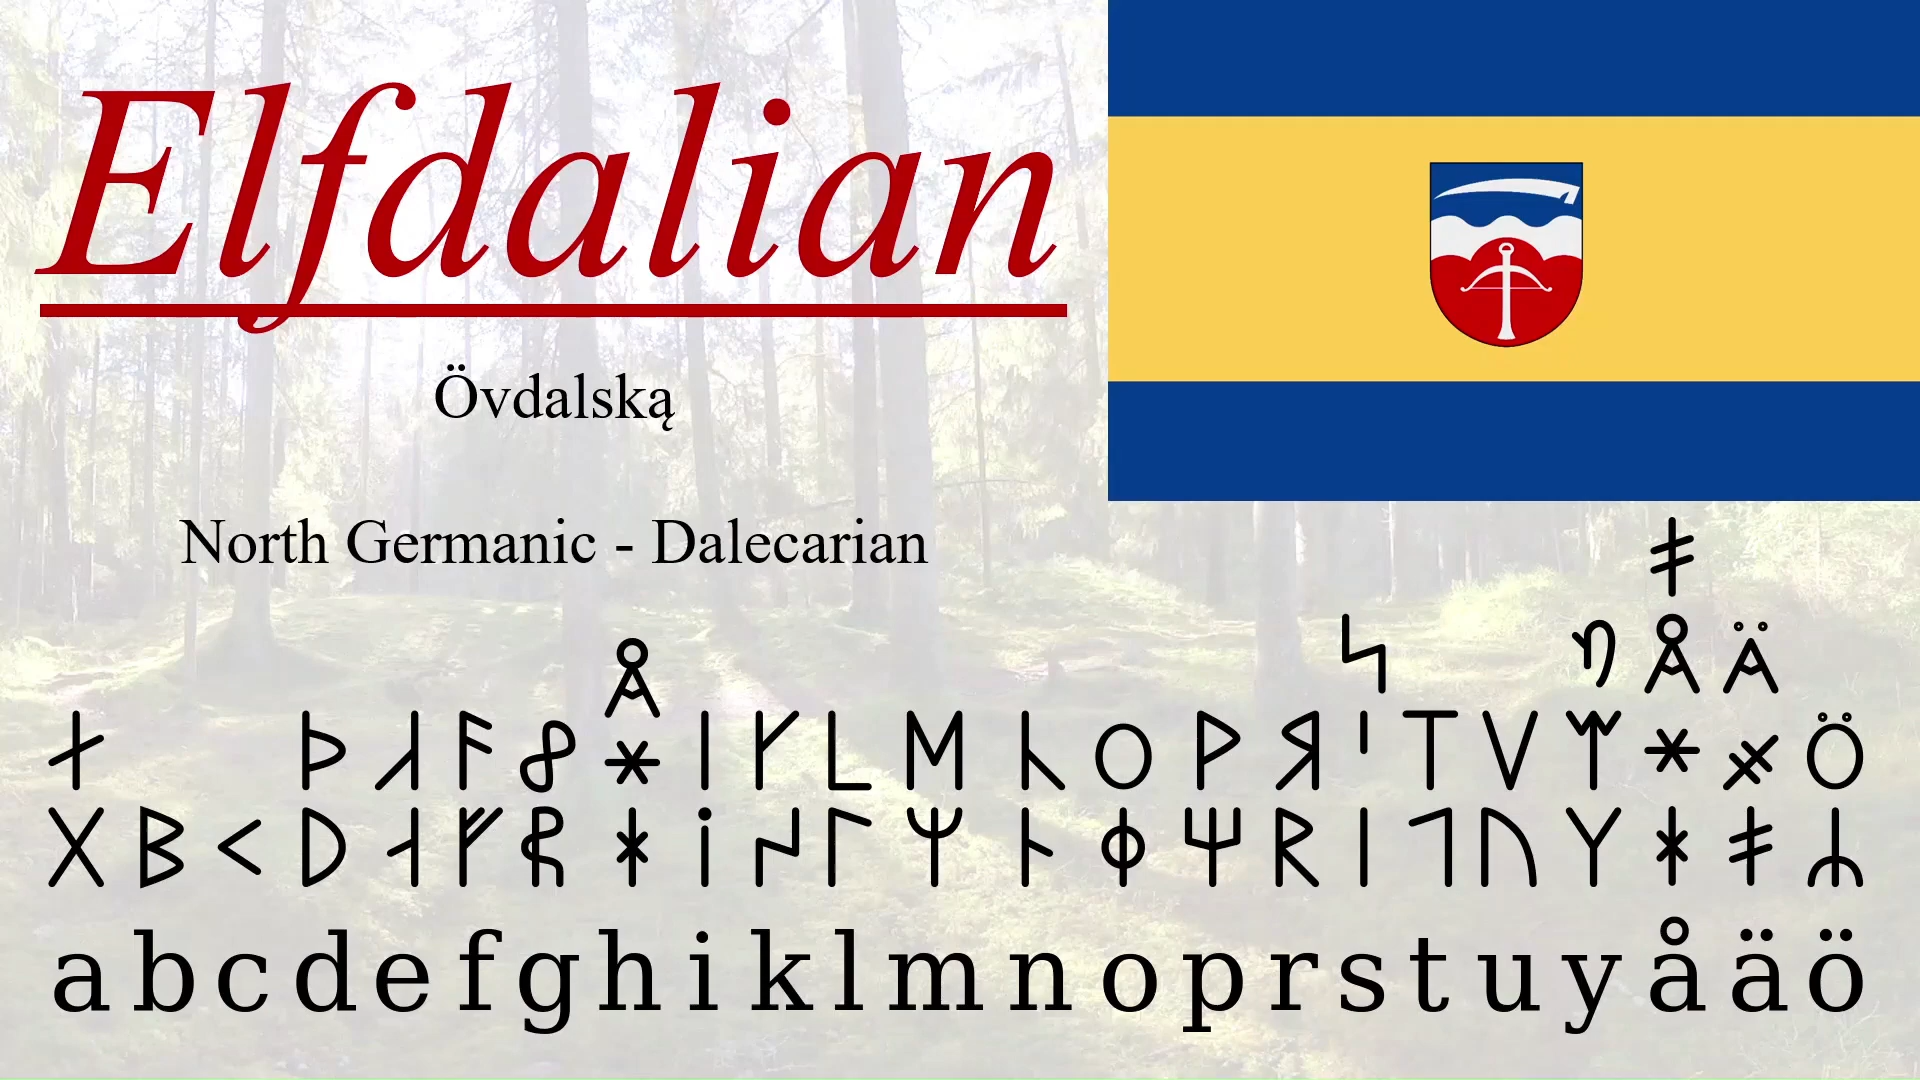 Elfdalian
Övdalską
North Germanic - Dalecarian
ᚯ
ᛋ Å Ä
Å
ᛅ ᚦ ᚨ * ᛁ ᚴ L M O ᚹ Я ᛌ T V * Ö
X ᛒ ᚲ D ᚠ ᚼ i ᚺ ᛚ ᛘ ᚿ ᚱ ᛁ ᛐ ᚢ Y ᚼ ᚯ ᛦ
a b c d e f g h i k l m n o p r s t u y å ä ö